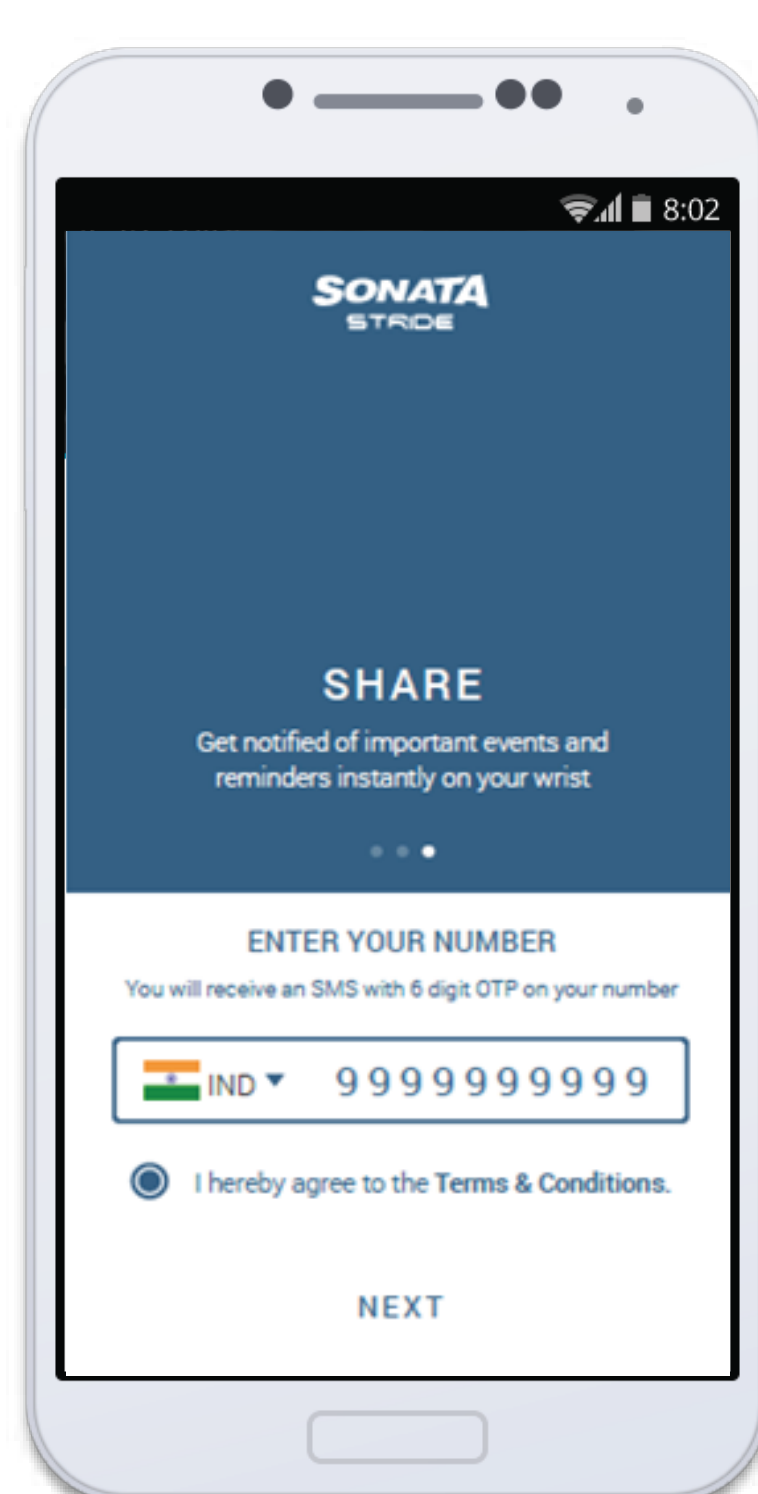 8:02
SONATA
STRIDE
SHARE
Get notified of important events and
reminders instantly on your wrist
ENTER YOUR NUMBER
You will receive an SMS with 6 digit OTP on your number
IND 9999999999
I hereby agree to the Terms & Conditions.
NEXT